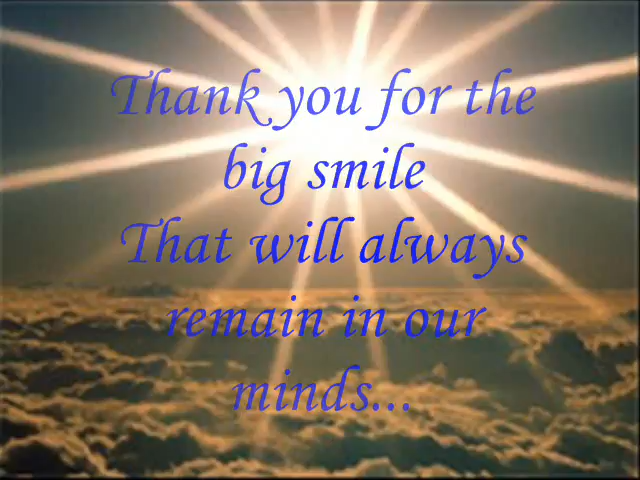 Thank you for the
big smile
That will always
remain in our
minds...